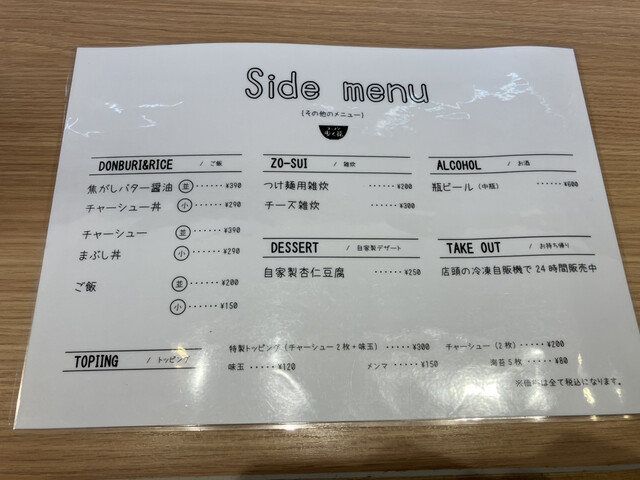 Side menu
(その他のメニュー)
DONBURI&RICE / ご飯
焦がしバター醤油 並 ‥‥‥¥390
チャーシュー丼 小 ‥‥‥¥290
チャーシュー 並 ‥‥‥¥390
まぶし丼 小 ‥‥‥¥290
ご飯 並 ‥‥‥¥200
小 ‥‥‥¥150
ZO-SUI / 雑炊
つけ麺用雑炊 ‥‥‥¥200
チーズ雑炊 ‥‥‥¥300
DESSERT / 自家製デザート
自家製杏仁豆腐 ‥‥‥¥250
ALCOHOL / お酒
瓶ビール (中瓶) ‥‥‥¥600
TAKE OUT / お持ち帰り
店頭の冷凍自販機で24時間販売中
TOPIING / トッピング
特製トッピング (チャーシュー2枚+味玉) ‥‥‥¥300 チャーシュー (2枚) ‥‥‥¥200
味玉 ‥‥‥¥120 メンマ ‥‥‥¥150 海苔5枚 ‥‥‥¥80
※価格は全て税込になります。